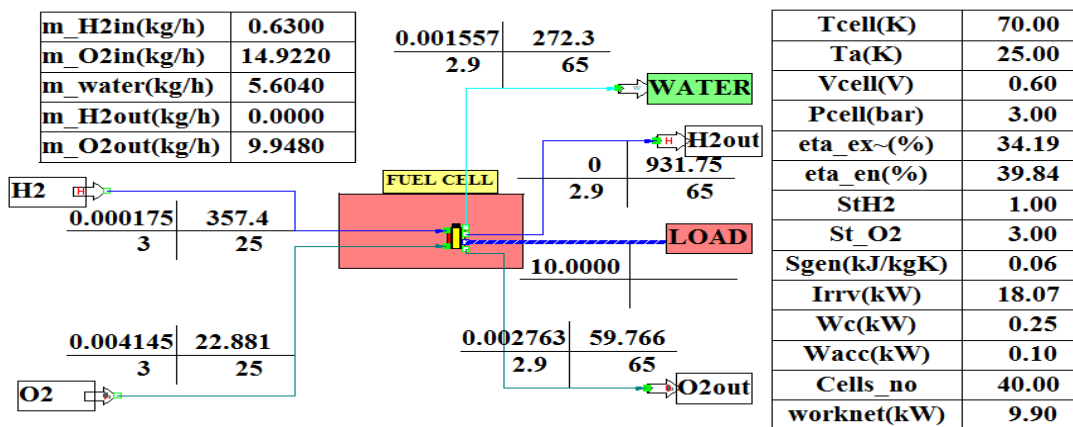 m_H2in(kg/h) 0.6300
m_O2in(kg/h) 14.9220
m_water(kg/h) 5.6040
m_H2out(kg/h) 0.0000
m_O2out(kg/h) 9.9480
0.001557 272.3
2.9 65
WATER
H2out
0 931.75
2.9 65
H2
H
H
FUEL CELL
0.000175 357.4
3 25
LOAD
10.0000
0.004145 22.881
3 25
0.002763 59.766
2.9 65
O2
O2out
Tcell(K) 70.00
Ta(K) 25.00
Vcell(V) 0.60
Pcell(bar) 3.00
eta_ex~(%) 34.19
eta_en(%) 39.84
StH2 1.00
St_O2 3.00
Sgen(kJ/kgK) 0.06
Irrv(kW) 18.07
Wc(kW) 0.25
Wacc(kW) 0.10
Cells_no 40.00
worknet(kW) 9.90